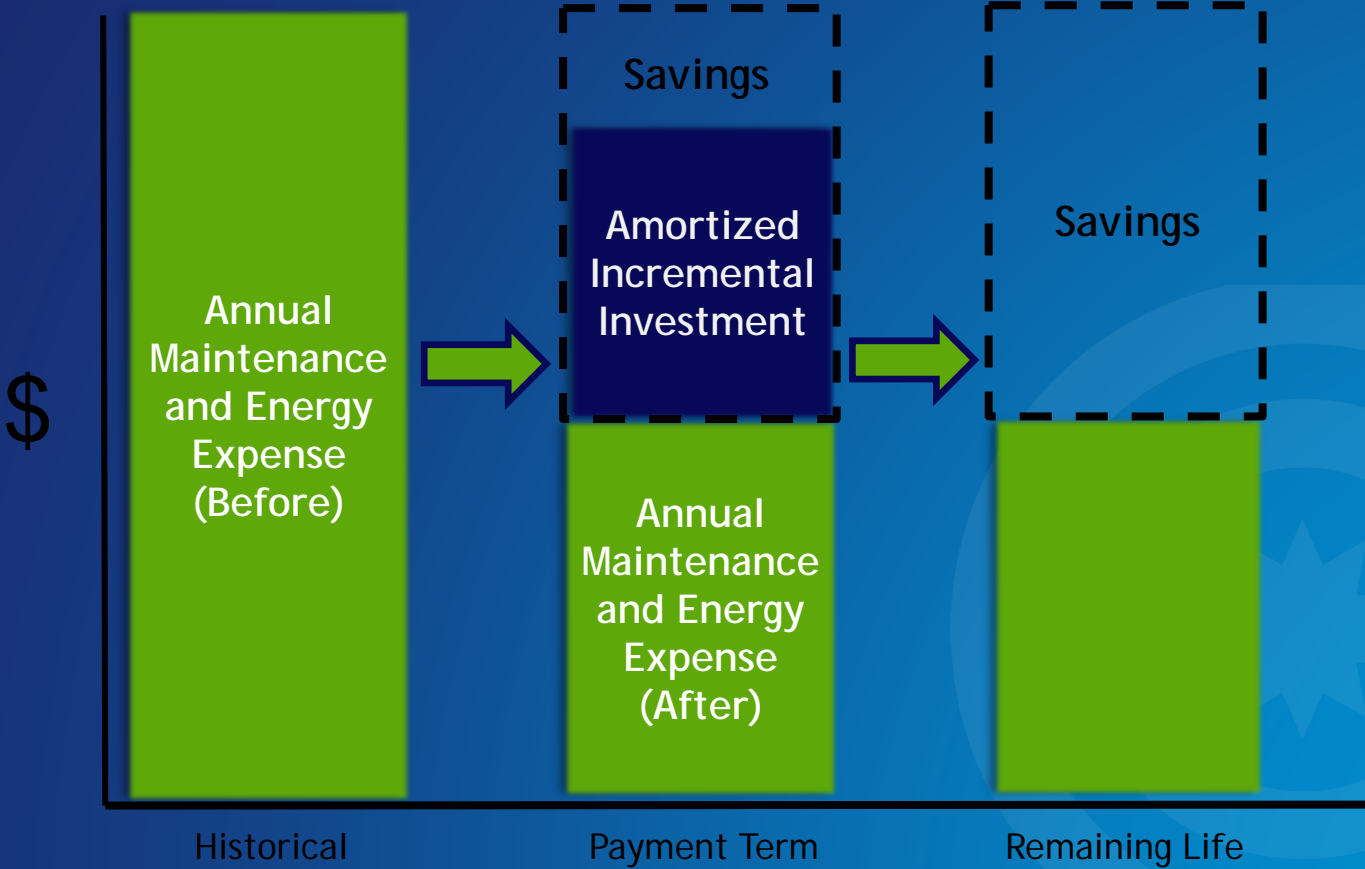 $
Annual
Maintenance
and Energy
Expense
(Before)
Savings
Amortized
Incremental
Investment
Annual
Maintenance
and Energy
Expense
(After)
Savings
Historical
Payment Term
Remaining Life